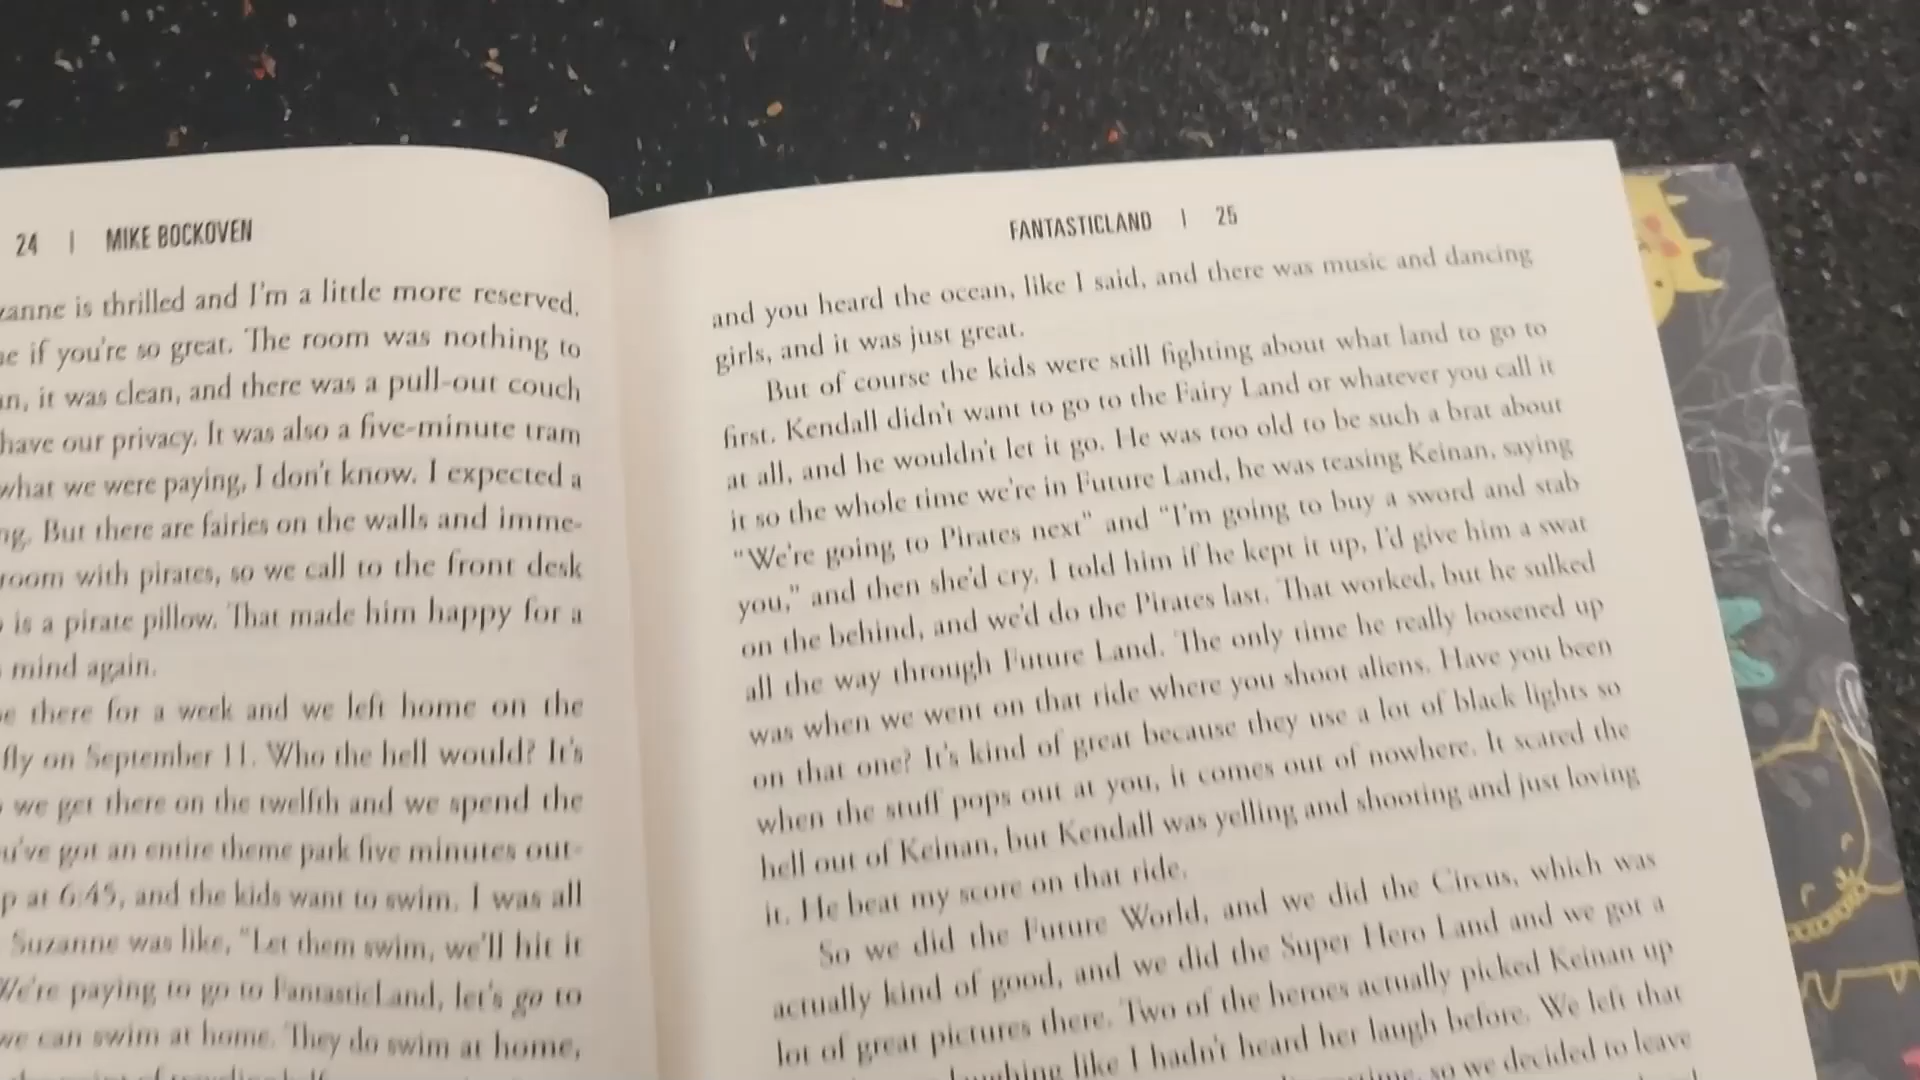 24 | MIKE BOCKOVEN
is thrilled and I'm a little more reserved.
if you're so great. The room was nothing to
it was clean, and there was a pull-out couch
have our privacy. It was also a five-minute tram
what we were paying, I don't know. I expected a
But there are fairies on the walls and imme-
room with pirates, so we call to the front desk
is a pirate pillow. That made him happy for a
mind again.
there for a week and we left home on the
fly on September 11. Who the hell would? It's
we get there on the twelfth and we spend the
got an entire theme park five minutes out-
at 6:45, and the kids want to swim. I was all
Suzanne was like, "Let them swim, we'll hit it
We're paying to go to FantasticLand, let's go to
we can swim at home. They do swim at home,
FANTASTICLAND | 25
and you heard the ocean, like I said, and there was music and dancing
girls, and it was just great.
But of course the kids were still fighting about what land to go to
first. Kendall didn't want to go to the Fairy Land or whatever you call it
at all, and he wouldn't let it go. He was too old to be such a brat about
it so the whole time we're in Future Land, he was teasing Keinan, saying
"We're going to Pirates next" and "I'm going to buy a sword and stab
you," and then she'd cry. I told him if he kept it up, I'd give him a swat
on the behind, and we'd do the Pirates last. That worked, but he sulked
all the way through Future Land. The only time he really loosened up
was when we went on that ride where you shoot aliens. Have you been
on that one? It's kind of great because they use a lot of black lights so
when the stuff pops out at you, it comes out of nowhere. It scared the
hell out of Keinan, but Kendall was yelling and shooting and just loving
it. He beat my score on that ride.
So we did the Future World, and we did the Circus, which was
actually kind of good, and we did the Super Hero Land and we got a
lot of great pictures there. Two of the heroes actually picked Keinan up
like I hadn't heard her laugh before. We left that
so we decided to leave